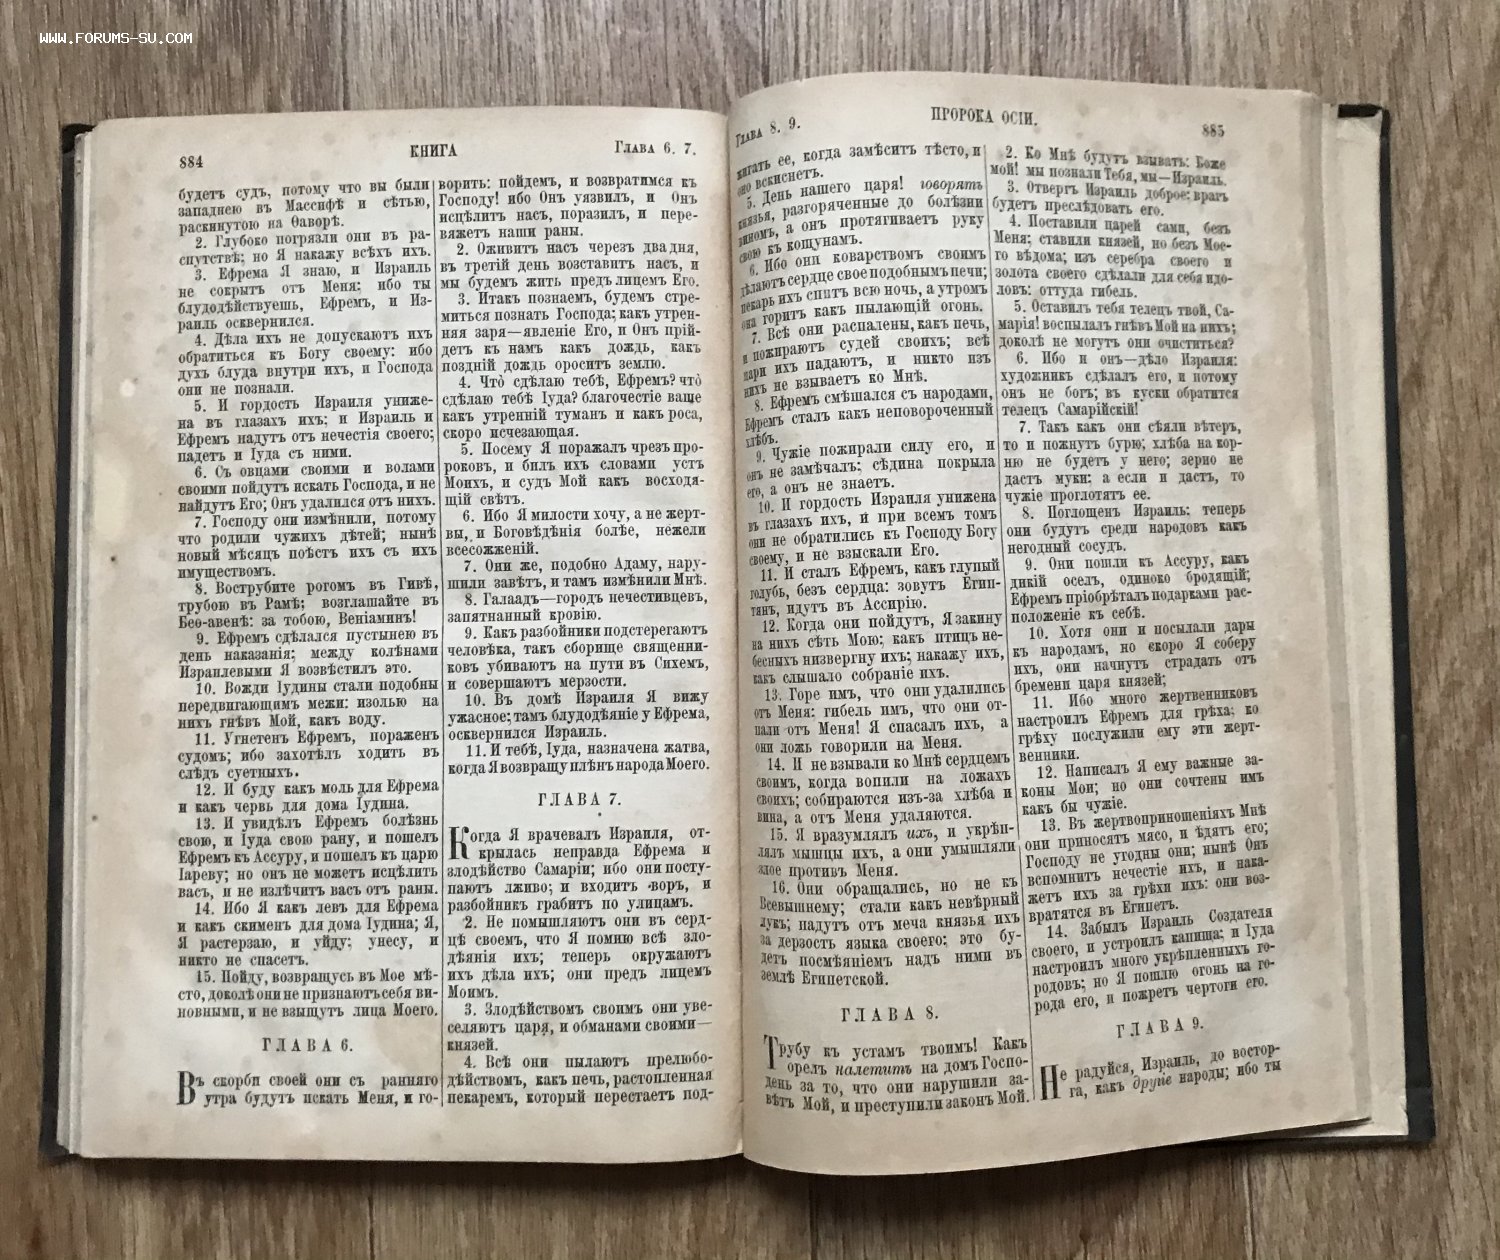 WWW.FORUMS-SU.COM
884
КНИГА
Глава 6. 7.
будетъ судъ, потому что вы были
западнею въ Массифѣ и сѣтью,
раскинутою на Ѳаворѣ.
2. Глубоко погрязли они въ ра-
спутствѣ; но Я накажу всѣхъ ихъ.
3. Ефрема Я знаю, и Израиль
не сокрытъ отъ Меня; ибо ты
блудодѣйствуешь, Ефремъ, и Из-
раиль осквернился.
4. Дѣла ихъ не допускаютъ ихъ
обратиться къ Богу своему: ибо
духъ блуда внутри ихъ, и Господа
они не познали.
5. И гордость Израиля униже-
на въ глазахъ ихъ; и Израиль и
Ефремъ падутъ отъ нечестія своего;
падетъ и Іуда съ ними.
6. Съ овцами своими и волами
своими пойдутъ искать Господа, и не
найдутъ Его; Онъ удалился отъ нихъ.
7. Господу они измѣнили, потому
что родили чужихъ дѣтей; нынѣ
новый мѣсяцъ поѣстъ ихъ съ ихъ
имуществомъ.
8. Вострубите рогомъ въ Гивѣ,
трубою въ Рамѣ; возглашайте въ
Беѳ-авенѣ: за тобою, Веніаминъ!
9. Ефремъ сдѣлался пустынею въ
день наказанія; между колѣнами
Израилевыми Я возвѣстилъ это.
10. Вожди Іудины стали подобны
передвигающимъ межи: изолью на
нихъ гнѣвъ Мой, какъ воду.
11. Угнетенъ Ефремъ, пораженъ
судомъ; ибо захотѣлъ ходить въ
слѣдъ суетныхъ.
12. И буду какъ моль для Ефрема
и какъ червь для дома Іудина.
13. И увидѣлъ Ефремъ болѣзнь
свою, и Іуда свою рану, и пошелъ
Ефремъ къ Ассуру, и пошелъ къ царю
Іареву; но онъ не можетъ исцѣлить
васъ, и не излѣчитъ васъ отъ раны.
14. Ибо Я какъ левъ для Ефрема
и какъ скименъ для дома Іудина; Я,
Я растерзаю, и уйду; унесу, и
никто не спасетъ.
15. Пойду, возвращусь въ Мое мѣ-
сто, доколѣ они не признаютъ себя ви-
новными, и не взыщутъ лица Моего.
ГЛАВА 6.
Въ скорби своей они съ ранняго
утра будутъ искать Меня, и го-
ворить: пойдемъ, и возвратимся къ
Господу! ибо Онъ уязвилъ, и Онъ
исцѣлитъ насъ, поразилъ, и пере-
вяжетъ наши раны.
2. Оживитъ насъ черезъ два дня,
въ третій день возставитъ насъ, и
мы будемъ жить предъ лицемъ Его.
3. Итакъ познаемъ, будемъ стре-
миться познать Господа; какъ утрен-
няя заря—явленіе Его, и Онъ прій-
детъ къ намъ какъ дождь, какъ
поздній дождь ороситъ землю.
4. Что̀ сделаю тебѣ, Ефремъ? что̀
сдѣлаю тебѣ Іуда? благочестіе ваше
какъ утренній туманъ и какъ роса,
скоро исчезающая.
5. Посему Я поражалъ чрезъ про-
роковъ, и билъ ихъ словами устъ
Моихъ, и судъ Мой какъ восходя-
щій свѣтъ.
6. Ибо Я милости хочу, а не жерт-
вы, и Боговѣдѣнія болѣе, нежели
всесожженій.
7. Они же, подобно Адаму, нару-
шили завѣтъ, и тамъ измѣнили Мнѣ.
8. Галаадъ—городъ нечестивцевъ,
запятнанный кровію.
9. Какъ разбойники подстерегаютъ
человѣка, такъ сборище священни-
ковъ убиваютъ на пути въ Сихемъ,
и совершаютъ мерзости.
10. Въ домѣ Израиля Я вижу
ужасное; тамъ блудодѣяніе у Ефрема,
осквернился Израиль.
11. И тебѣ, Іуда, назначена жатва,
когда Я возвращу плѣнъ народа Моего.
ГЛАВА 7.
Когда Я врачевалъ Израиля, от-
крылась неправда Ефрема и
злодѣйство Самаріи; ибо они посту-
паютъ лживо; и входитъ воръ, и
разбойникъ грабитъ по улицамъ.
2. Не помышляютъ они въ серд-
цѣ своемъ, что Я помню всѣ зло-
дѣянія ихъ; теперь окружаютъ
ихъ дѣла ихъ; они предъ лицемъ
Моимъ.
3. Злодѣйствомъ своимъ они уве-
селяютъ царя, и обманами своими—
князей.
4. Всѣ они пылаютъ прелюбо-
дѣйствомъ, какъ печь, растопленная
пекаремъ, который перестаетъ под-
Глава 8. 9.
ПРОРОКА ОСІИ.
885
жигать ее, когда замѣситъ тѣсто, и
оно вскиснетъ.
5. День нашего царя! говорятъ
князья, разгоряченные до болѣзни
виномъ, а онъ протягиваетъ руку
свою къ кощунамъ.
6. Ибо они коварствомъ своимъ
дѣлаютъ сердце свое подобнымъ печи;
пекарь ихъ спитъ всю ночь, а утромъ
она горитъ какъ пылающій огонь.
7. Всѣ они распалены, какъ печь,
и пожираютъ судей своихъ; всѣ
цари ихъ падаютъ, и никто изъ
нихъ не взываетъ ко Мнѣ.
8. Ефремъ смѣшался съ народами,
Ефремъ сталъ какъ неповороченный
хлѣбъ.
9. Чужіе пожирали силу его, и
онъ не замѣчалъ; сѣдина покрыла
его, а онъ не знаетъ.
10. И гордость Израиля унижена
въ глазахъ ихъ, и при всемъ томъ
они не обратились къ Господу Богу
своему, и не взыскали Его.
11. И сталъ Ефремъ, какъ глупый
голубь, безъ сердца: зовутъ Егип-
тянъ, идутъ въ Ассирію.
12. Когда они пойдутъ, Я закину
на нихъ сѣть Мою; какъ птицъ не-
бесныхъ низвергну ихъ; накажу ихъ,
какъ слышало собраніе ихъ.
13. Горе имъ, что они удалились
отъ Меня: гибель имъ, что они от-
пали отъ Меня! Я спасалъ ихъ, а
они ложь говорили на Меня.
14. И не взывали ко Мнѣ сердцемъ
своимъ, когда вопили на ложахъ
своихъ; собираются изъ-за хлѣба и
вина, а отъ Меня удаляются.
15. Я вразумлялъ ихъ, и укрѣп-
лялъ мышцы ихъ, а они умышляли
злое противъ Меня.
16. Они обращались, но не къ
Всевышнему; стали какъ невѣрный
лукъ; падутъ отъ меча князья ихъ
за дерзость языка своего; это бу-
детъ посмѣяніемъ надъ ними въ
землѣ Египетской.
ГЛАВА 8.
Трубу къ устамъ твоимъ! Какъ
орелъ налетитъ на домъ Госпо-
день за то, что они нарушили за-
вѣтъ Мой, и преступили законъ Мой.
2. Ко Мнѣ будутъ взывать: Боже
мой! мы познали Тебя, мы—Израиль.
3. Отвергъ Израиль доброе; врагъ
будетъ преслѣдовать его.
4. Поставили царей сами, безъ
Меня; ставили князей, но безъ Мое-
го вѣдома; изъ серебра своего и
золота своего сдѣлали для себя идо-
ловъ: оттуда гибель.
5. Оставилъ тебя телецъ твой, Са-
марія! воспылалъ гнѣвъ Мой на нихъ;
доколѣ не могутъ они очиститься?
6. Ибо и онъ—дѣло Израиля:
художникъ сдѣлалъ его, и потому
онъ не богъ; въ куски обратится
телецъ Самарійскій!
7. Такъ какъ они сѣяли вѣтеръ,
то и пожнутъ бурю; хлѣба на кор-
ню не будетъ у него; зерно не
дастъ муки: а если и дастъ, то
чужіе проглотятъ ее.
8. Поглощенъ Израиль; теперь
они будутъ среди народовъ какъ
негодный сосудъ.
9. Они пошли къ Ассуру, какъ
дикій оселъ, одиноко бродящій;
Ефремъ пріобрѣталъ подарками рас-
положеніе къ себѣ.
10. Хотя они и посылали дары
къ народамъ, но скоро Я соберу
ихъ, они начнутъ страдать отъ
бремени царя князей;
11. Ибо много жертвенниковъ
настроилъ Ефремъ для грѣха; ко
грѣху послужили ему эти жерт-
венники.
12. Написалъ Я ему важные за-
коны Мои; но они сочтены имъ
какъ бы чужіе.
13. Въ жертвоприношеніяхъ Мнѣ
они приносятъ мясо, и ѣдятъ его;
Господу не угодны они; нынѣ Онъ
вспомнитъ нечестіе ихъ, и нака-
жетъ ихъ за грѣхи ихъ: они воз-
вратятся въ Египетъ.
14. Забылъ Израиль Создателя
своего, и устроилъ капища; и Іуда
настроилъ много укрѣпленныхъ го-
родовъ; но Я пошлю огонь на го-
рода его, и пожретъ чертоги его.
ГЛАВА 9.
Не радуйся, Израиль, до востор-
га, какъ другіе народы; ибо ты